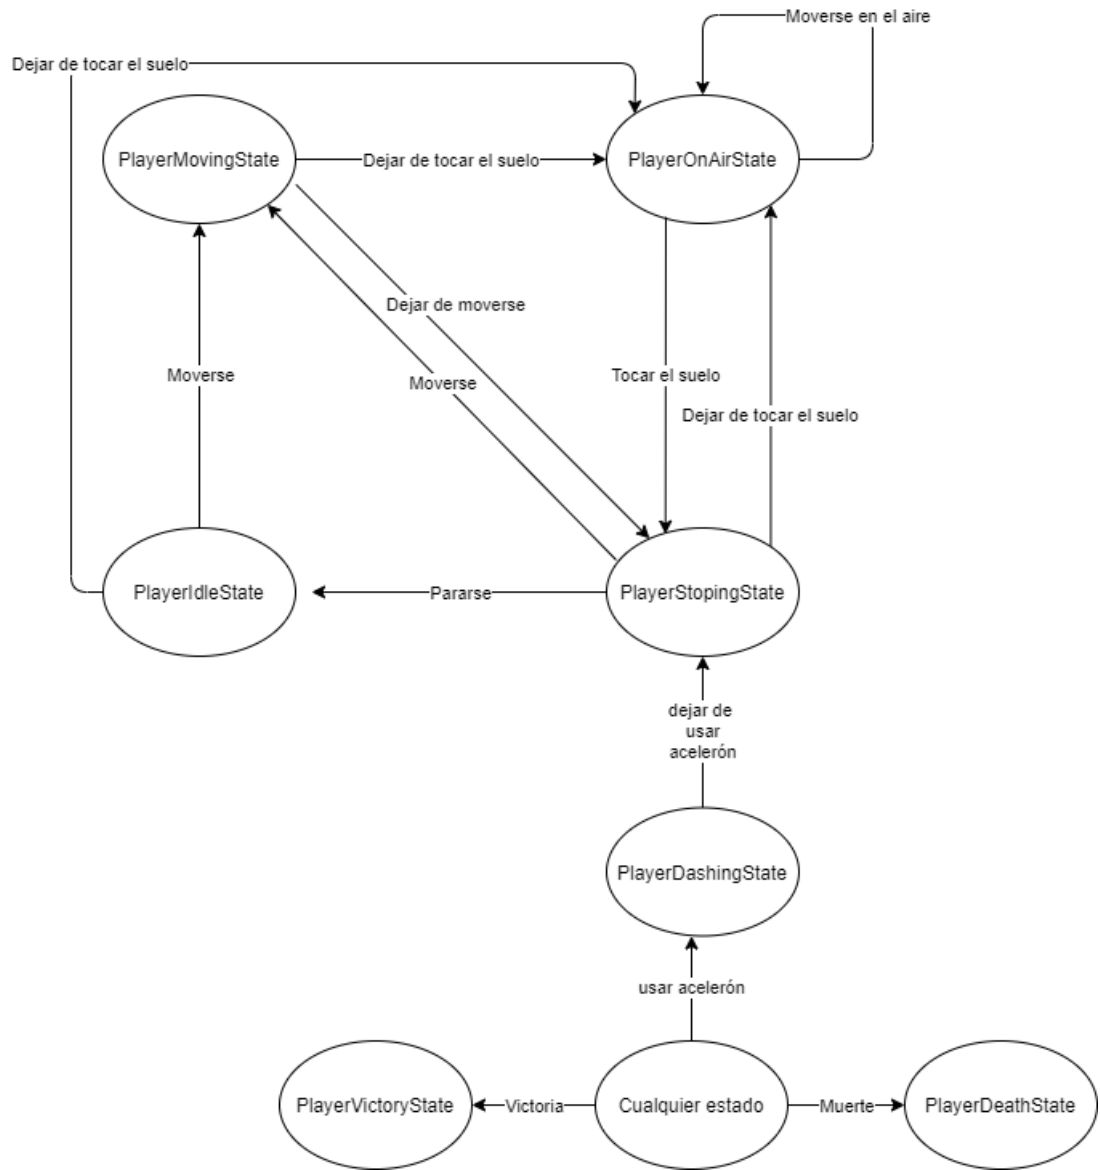 Moverse en el aire
Dejar de tocar el suelo
PlayerMovingState
Dejar de tocar el suelo
PlayerOnAirState
Dejar de moverse
Moverse
Moverse
Tocar el suelo
Dejar de tocar el suelo
PlayerIdleState
Pararse
PlayerStopingState
dejar de
usar
acelerón
PlayerDashingState
usar acelerón
PlayerVictoryState
Victoria
Cualquier estado
Muerte
PlayerDeathState